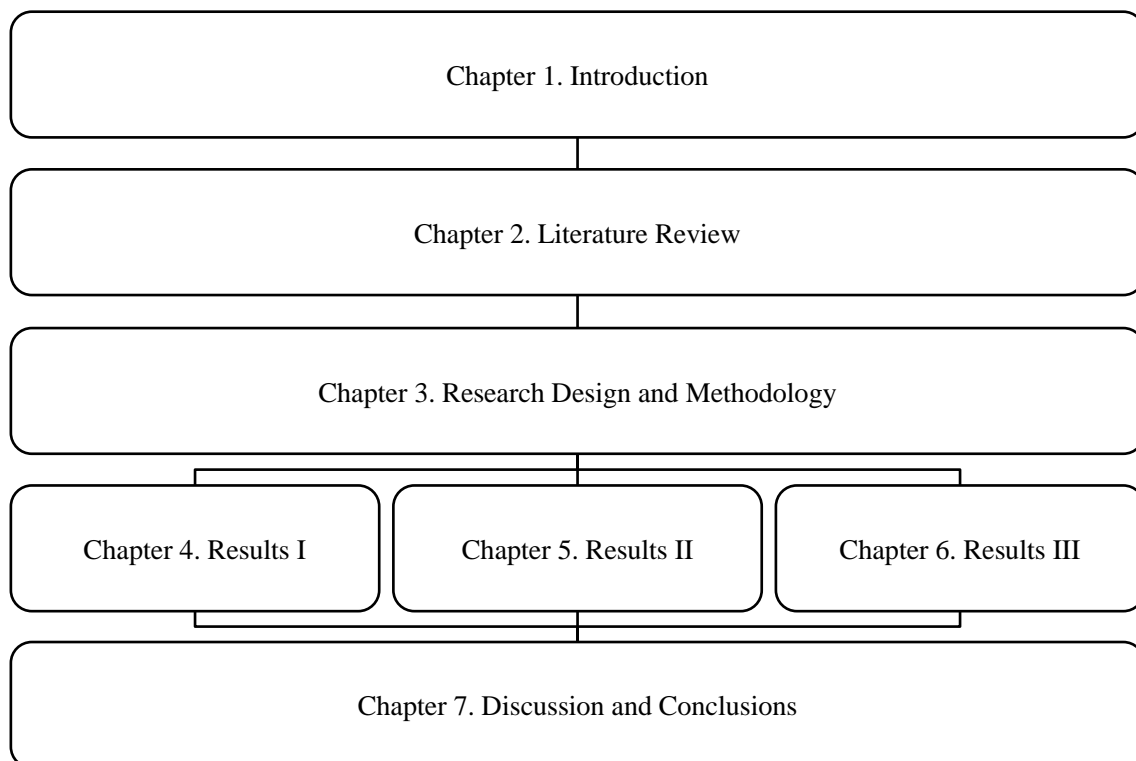 Chapter 1. Introduction
Chapter 2. Literature Review
Chapter 3. Research Design and Methodology
Chapter 4. Results I
Chapter 5. Results II
Chapter 6. Results III
Chapter 7. Discussion and Conclusions